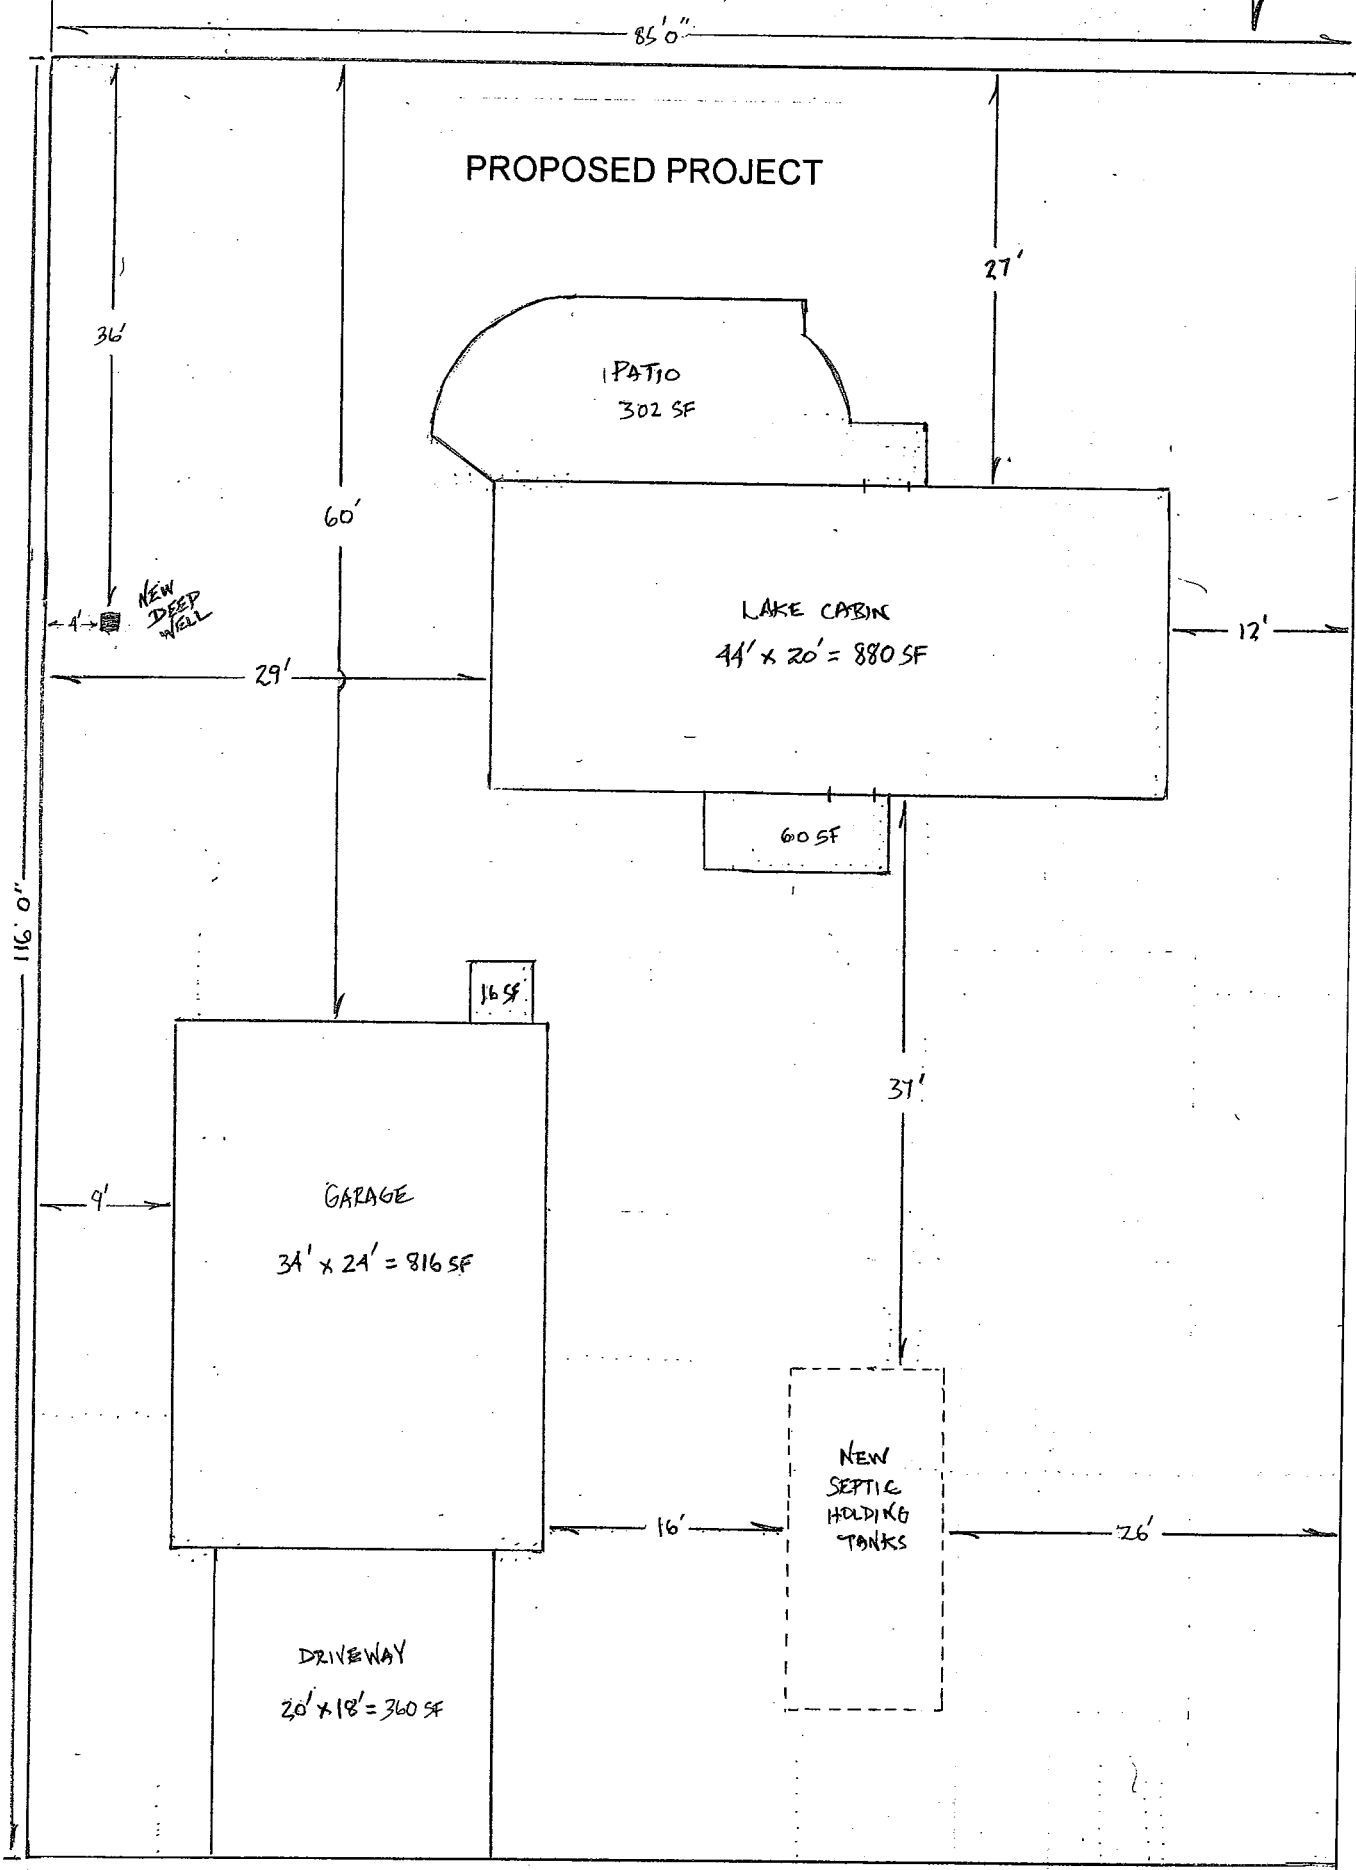 85'0"
PROPOSED PROJECT
27'
36'
PATIO
302 SF
60'
NEW
DEEP
WELL
4'
LAKE CABIN
44' x 20' = 880 SF
12'
29'
60 SF
116' 0"
16 SF
37'
9'
GARAGE
34' x 24' = 816 SF
NEW
SEPTIC
HOLDING
TANKS
16'
26'
DRIVEWAY
20' x 18' = 360 SF